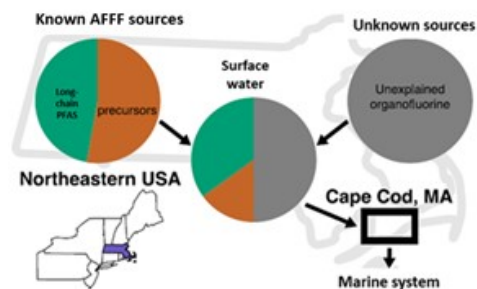 Known AFFF sources
Unknown sources
Surface
water
Long-
chain
PFAS
precursors
Unexplained
organofluorine
Northeastern USA
Cape Cod, MA
Marine system